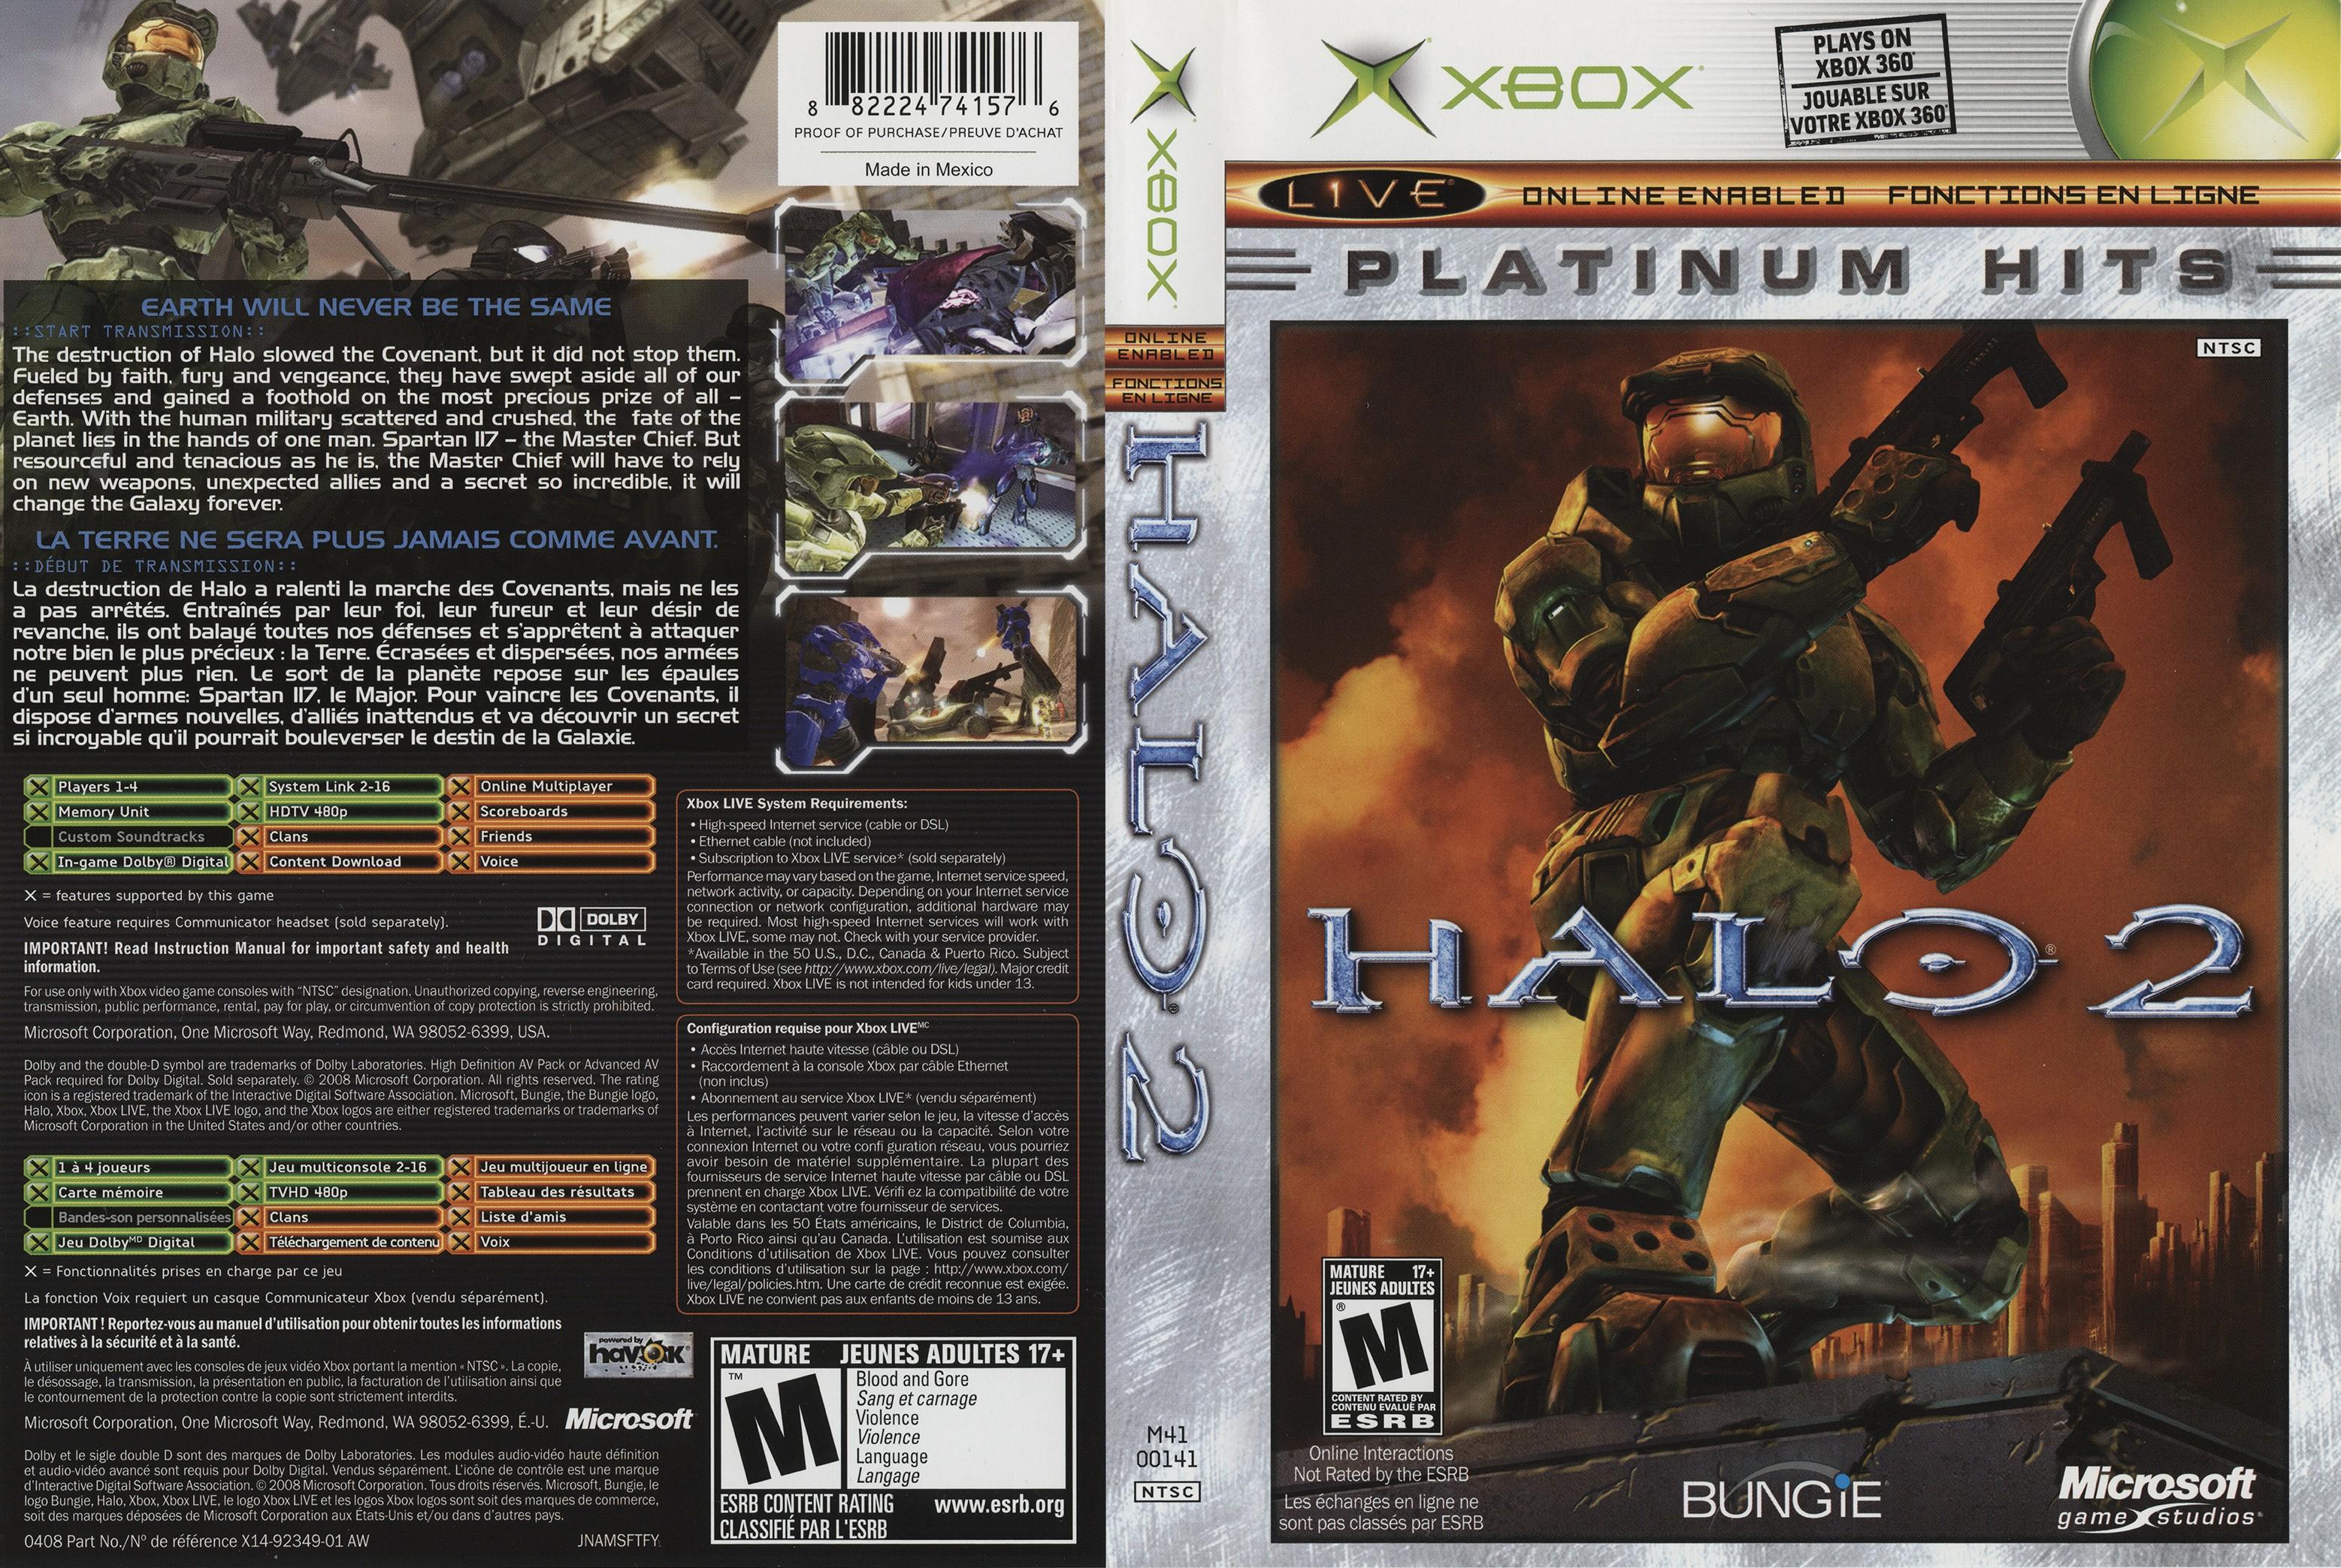 8 82224 74157 6
PROOF OF PURCHASE/PREUVE D'ACHAT
Made in Mexico
EARTH WILL NEVER BE THE SAME
::START TRANSMISSION::
The destruction of Halo slowed the Covenant, but it did not stop them.
Fueled by faith, fury and vengeance, they have swept aside all of our
defenses and gained a foothold on the most precious prize of all –
Earth. With the human military scattered and crushed, the fate of the
planet lies in the hands of one man. Spartan 117 – the Master Chief. But
resourceful and tenacious as he is, the Master Chief will have to rely
on new weapons, unexpected allies and a secret so incredible, it will
change the Galaxy forever.
LA TERRE NE SERA PLUS JAMAIS COMME AVANT.
::DÉBUT DE TRANSMISSION::
La destruction de Halo a ralenti la marche des Covenants, mais ne les
a pas arrêtés. Entraînés par leur foi, leur fureur et leur désir de
revanche, ils ont balayé toutes nos défenses et s'apprêtent à attaquer
notre bien le plus précieux : la Terre. Écrasées et dispersées, nos armées
ne peuvent plus rien. Le sort de la planète repose sur les épaules
d'un seul homme: Spartan 117, le Major. Pour vaincre les Covenants, il
dispose d'armes nouvelles, d'alliés inattendus et va découvrir un secret
si incroyable qu'il pourrait bouleverser le destin de la Galaxie.
X Players 1-4 X System Link 2-16 X Online Multiplayer
X Memory Unit X HDTV 480p X Scoreboards
Custom Soundtracks X Clans X Friends
X In-game Dolby® Digital X Content Download X Voice
X = features supported by this game
Voice feature requires Communicator headset (sold separately).
DOLBY
DIGITAL
IMPORTANT! Read Instruction Manual for important safety and health
information.
For use only with Xbox video game consoles with “NTSC” designation. Unauthorized copying, reverse engineering,
transmission, public performance, rental, pay for play, or circumvention of copy protection is strictly prohibited.
Microsoft Corporation, One Microsoft Way, Redmond, WA 98052-6399, USA.
Dolby and the double-D symbol are trademarks of Dolby Laboratories. High Definition AV Pack or Advanced AV
Pack required for Dolby Digital. Sold separately. © 2008 Microsoft Corporation. All rights reserved. The rating
icon is a registered trademark of the Interactive Digital Software Association. Microsoft, Bungie, the Bungie logo,
Halo, Xbox, Xbox LIVE, the Xbox LIVE logo, and the Xbox logos are either registered trademarks or trademarks of
Microsoft Corporation in the United States and/or other countries.
X 1 à 4 joueurs X Jeu multiconsole 2-16 X Jeu multijoueur en ligne
X Carte mémoire X TVHD 480p X Tableau des résultats
Bandes-son personnalisées X Clans X Liste d'amis
X Jeu Dolby MD Digital X Téléchargement de contenu X Voix
X = Fonctionnalités prises en charge par ce jeu
La fonction Voix requiert un casque Communicateur Xbox (vendu séparément).
IMPORTANT ! Reportez-vous au manuel d'utilisation pour obtenir toutes les informations
relatives à la sécurité et à la santé.
À utiliser uniquement avec les consoles de jeux vidéo Xbox portant la mention « NTSC ». La copie,
le désossage, la transmission, la présentation en public, la facturation de l'utilisation ainsi que
le contournement de la protection contre la copie sont strictement interdits.
Microsoft Corporation, One Microsoft Way, Redmond, WA 98052-6399, É.-U.
powered by
havok
Microsoft
Dolby et le sigle double D sont des marques de Dolby Laboratories. Les modules audio-vidéo haute définition
et audio-vidéo avancé sont requis pour Dolby Digital. Vendus séparément. L'icône de contrôle est une marque
d'Interactive Digital Software Association. © 2008 Microsoft Corporation. Tous droits réservés. Microsoft, Bungie, le
logo Bungie, Halo, Xbox, Xbox LIVE, le logo Xbox LIVE et les logos Xbox logos sont soit des marques de commerce,
soit des marques déposées de Microsoft Corporation aux États-Unis et/ou dans d'autres pays.
0408 Part No./Nº de référence X14-92349-01 AW JNAMSFTFY
Xbox LIVE System Requirements:
• High-speed Internet service (cable or DSL)
• Ethernet cable (not included)
• Subscription to Xbox LIVE service* (sold separately)
Performance may vary based on the game, Internet service speed,
network activity, or capacity. Depending on your Internet service
connection or network configuration, additional hardware may
be required. Most high-speed Internet services will work with
Xbox LIVE, some may not. Check with your service provider.
*Available in the 50 U.S., D.C., Canada & Puerto Rico. Subject
to Terms of Use (see http://www.xbox.com/live/legal). Major credit
card required. Xbox LIVE is not intended for kids under 13.
Configuration requise pour Xbox LIVE MC
• Accès Internet haute vitesse (câble ou DSL)
• Raccordement à la console Xbox par câble Ethernet
(non inclus)
• Abonnement au service Xbox LIVE* (vendu séparément)
Les performances peuvent varier selon le jeu, la vitesse d'accès
à Internet, l'activité sur le réseau ou la capacité. Selon votre
connexion Internet ou votre confi guration réseau, vous pourriez
avoir besoin de matériel supplémentaire. La plupart des
fournisseurs de service Internet haute vitesse par câble ou DSL
prennent en charge Xbox LIVE. Vérifi ez la compatibilité de votre
système en contactant votre fournisseur de services.
Valable dans les 50 États américains, le District de Columbia,
à Porto Rico ainsi qu'au Canada. L'utilisation est soumise aux
Conditions d'utilisation de Xbox LIVE. Vous pouvez consulter
les conditions d'utilisation sur la page : http://www.xbox.com/
live/legal/policies.htm. Une carte de crédit reconnue est exigée.
Xbox LIVE ne convient pas aux enfants de moins de 13 ans.
MATURE JEUNES ADULTES 17+
M™
Blood and Gore
Sang et carnage
Violence
Violence
Language
Langage
ESRB CONTENT RATING www.esrb.org
CLASSIFIÉ PAR L'ESRB
XBOX
ONLINE
ENABLED
FONCTIONS
EN LIGNE
HALO® 2
M41
00141
NTSC
XBOX
PLAYS ON
XBOX 360
JOUABLE SUR
VOTRE XBOX 360
LIVE® ONLINE ENABLED FONCTIONS EN LIGNE
PLATINUM HITS
NTSC
HALO® 2
MATURE 17+
JEUNES ADULTES
M®
CONTENT RATED BY
CONTENU EVALUÉ PAR
ESRB
Online Interactions
Not Rated by the ESRB
Les échanges en ligne ne
sont pas classés par ESRB
BUNGiE
Microsoft
game studios